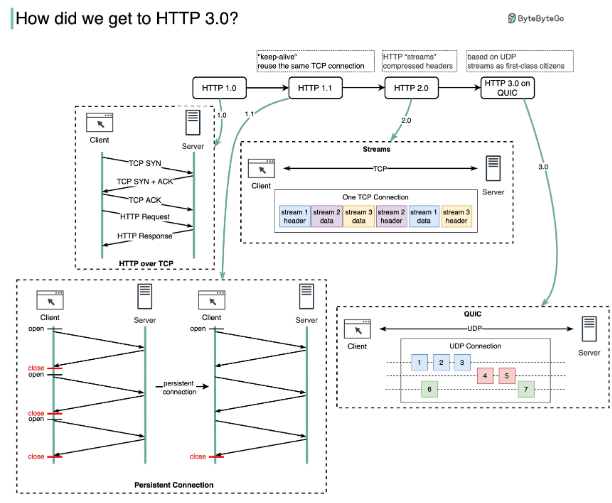 How did we get to HTTP 3.0?
ByteByteGo
"keep-alive"
reuse the same TCP connection
HTTP "streams"
compressed headers
based on UDP
streams as first-class citizens
HTTP 1.0
HTTP 1.1
HTTP 2.0
HTTP 3.0 on
QUIC
1.0
1.1
2.0
3.0
Client
Server
TCP SYN
TCP SYN + ACK
TCP ACK
HTTP Request
HTTP Response
HTTP over TCP
Streams
Client
TCP
Server
One TCP Connection
stream 1
header
stream 2
data
stream 3
data
stream 2
header
stream 1
data
stream 3
header
Client
Server
open
close
open
close
open
close
persistent
connection
Client
Server
open
close
Persistent Connection
QUIC
Client
UDP
Server
UDP Connection
1
2
3
4
5
6
7